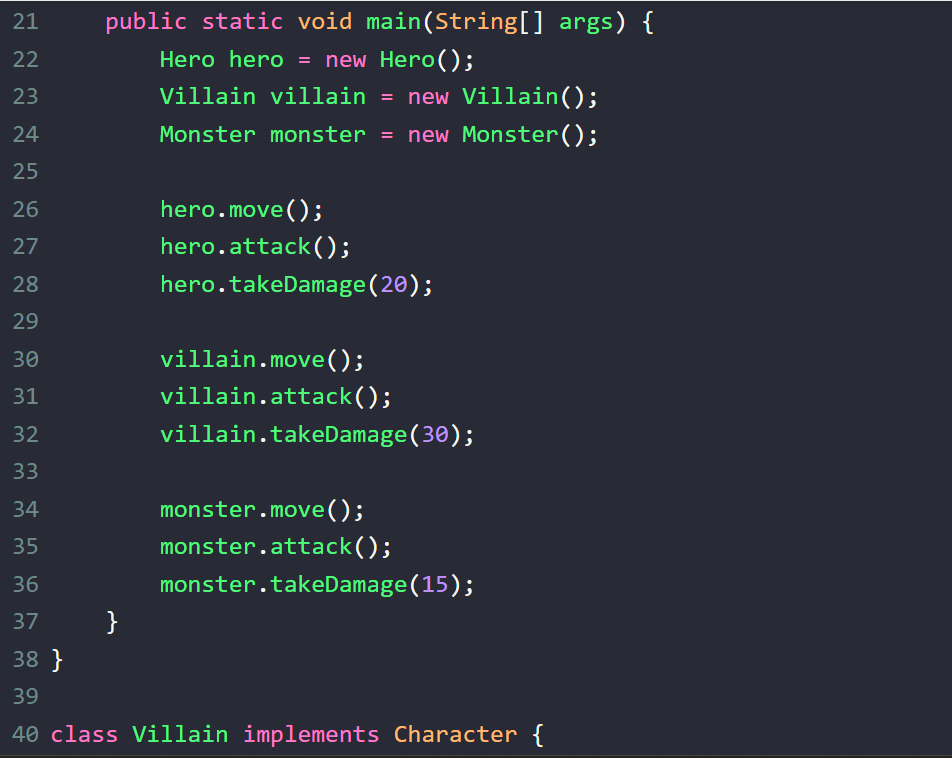 21     public static void main(String[] args) {
22         Hero hero = new Hero();
23         Villain villain = new Villain();
24         Monster monster = new Monster();
25
26         hero.move();
27         hero.attack();
28         hero.takeDamage(20);
29
30         villain.move();
31         villain.attack();
32         villain.takeDamage(30);
33
34         monster.move();
35         monster.attack();
36         monster.takeDamage(15);
37     }
38 }
39
40 class Villain implements Character {